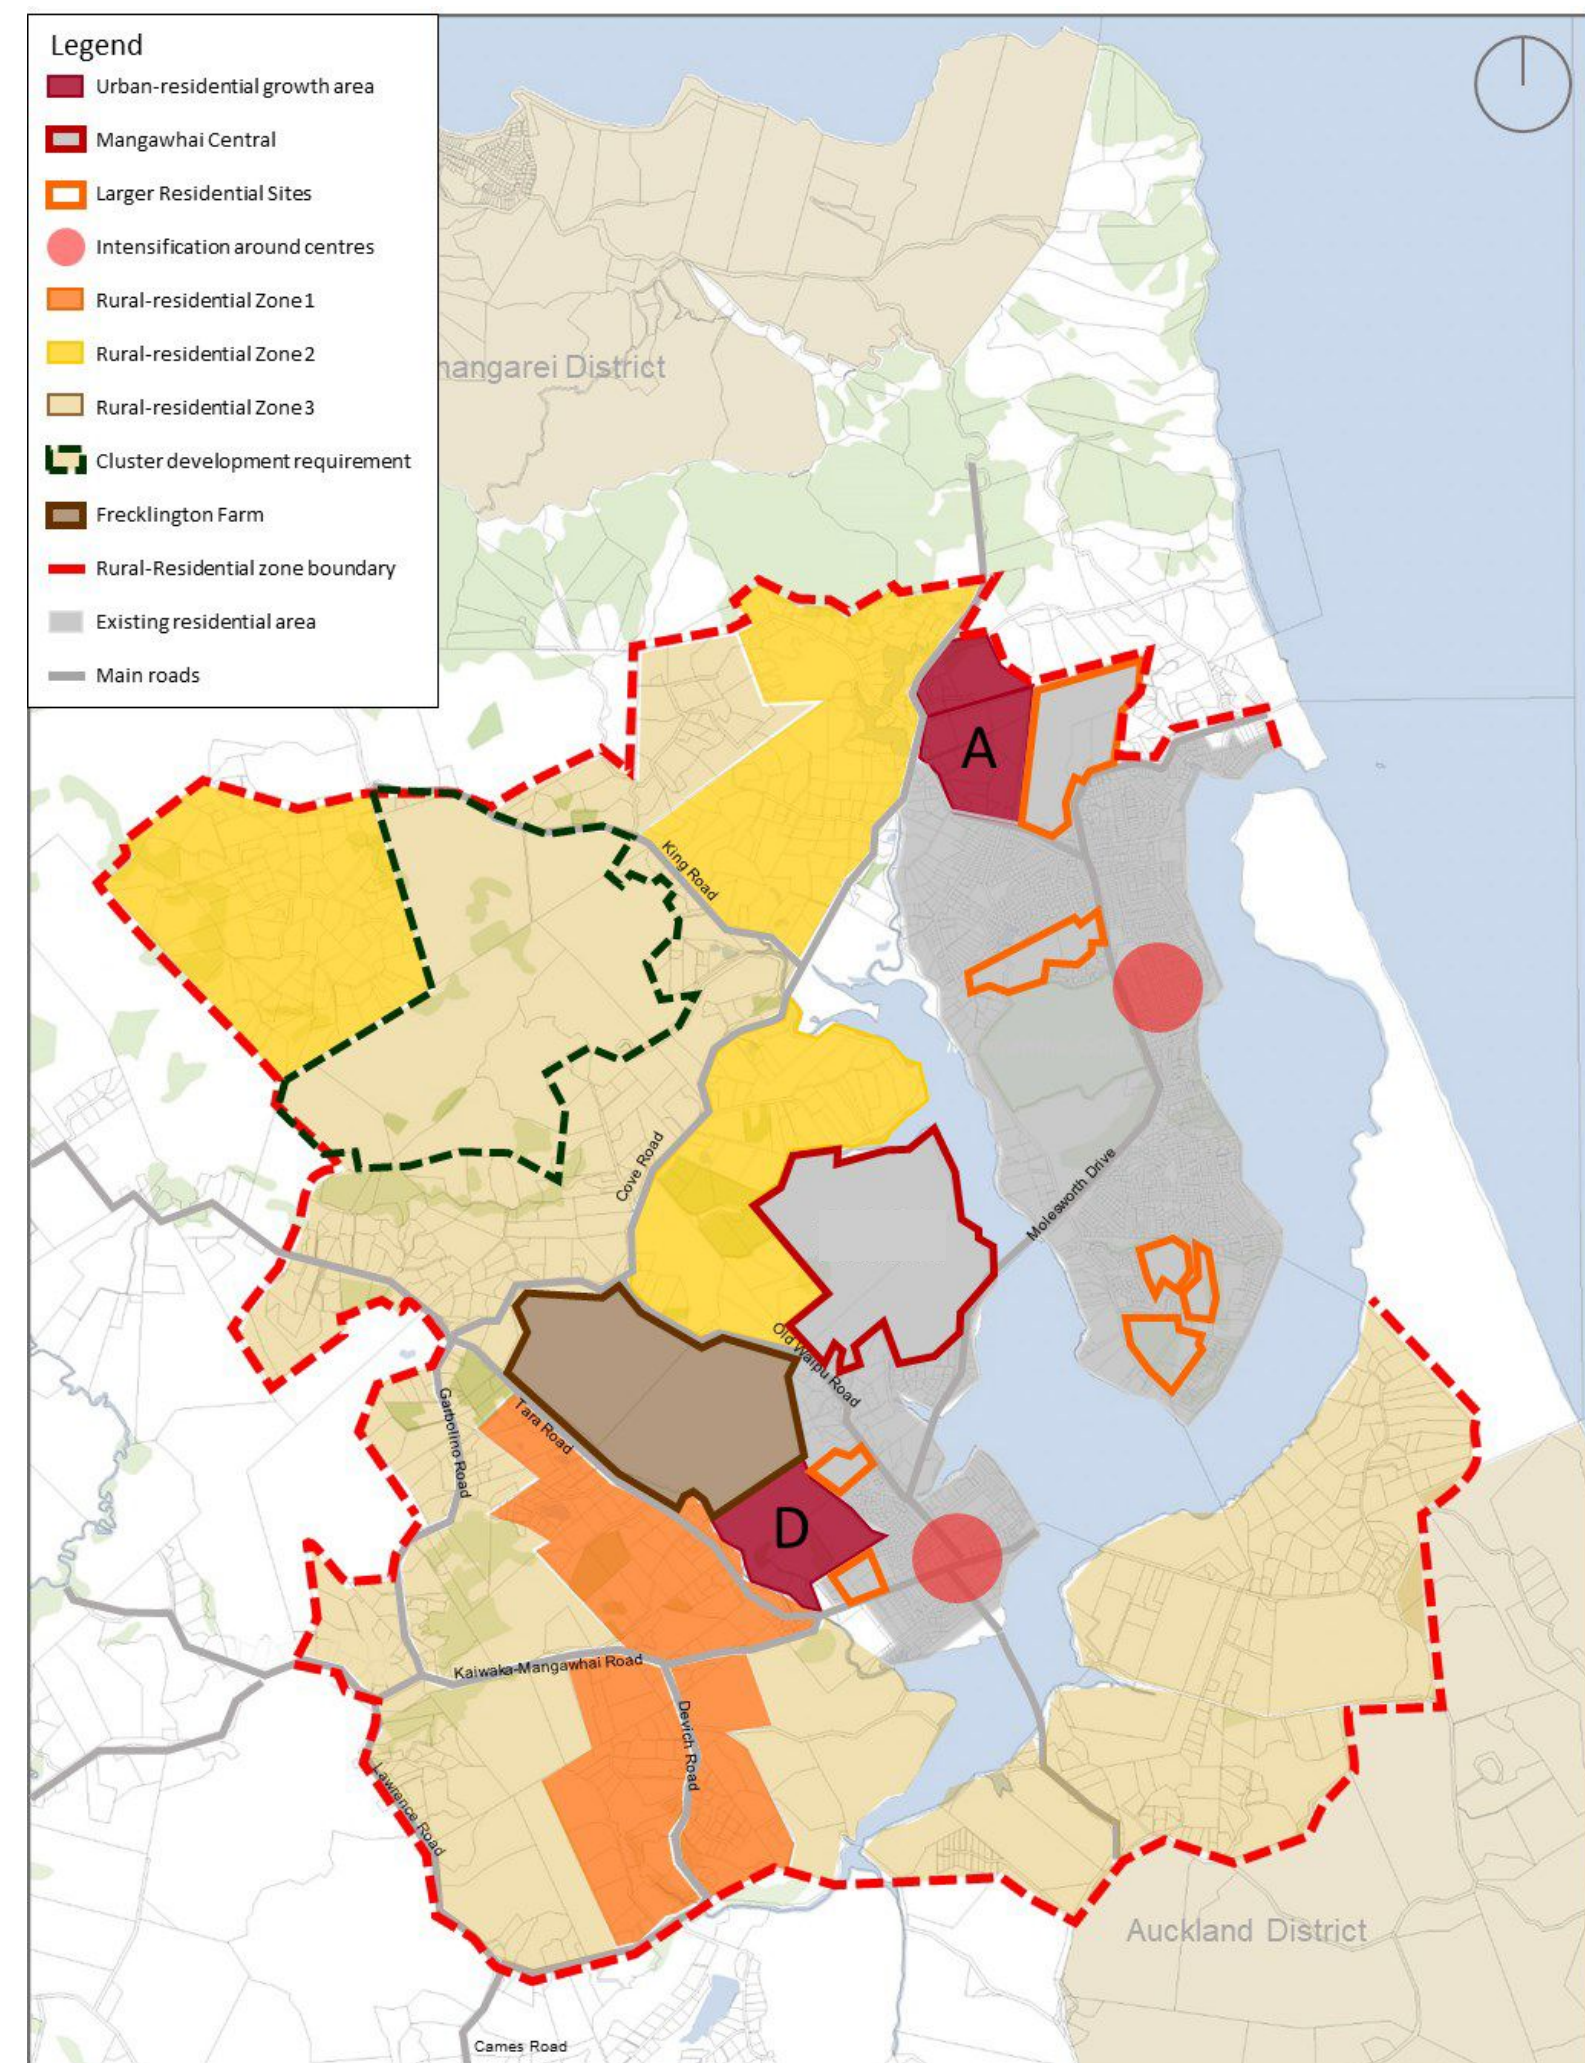 Legend
Urban-residential growth area
Mangawhai Central
Larger Residential Sites
Intensification around centres
Rural-residential Zone 1
Rural-residential Zone 2
Rural-residential Zone 3
Cluster development requirement
Frecklington Farm
Rural-Residential zone boundary
Existing residential area
Main roads
hangarei District
A
King Road
Cove Road
Molesworth Drive
Old Waipu Road
Tara Road
Garbolino Road
D
Kaiwaka-Mangawhai Road
Devich Road
Lawrence Road
Auckland District
Cames Road